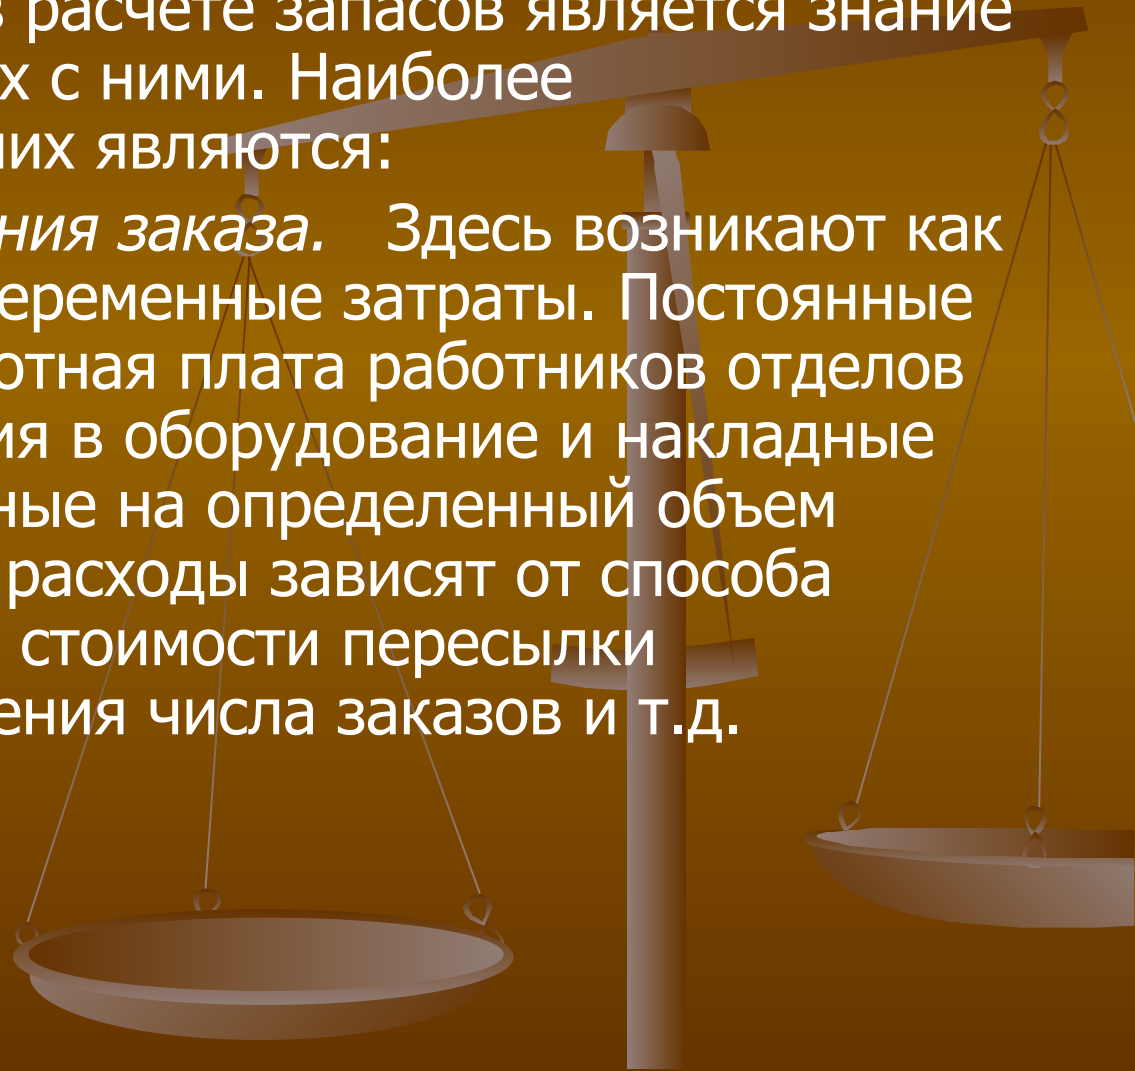 в расчете запасов является знание
х с ними. Наиболее
них являются:
ния заказа. Здесь возникают как
еременные затраты. Постоянные
отная плата работников отделов
ия в оборудование и накладные
ные на определенный объем
расходы зависят от способа
стоимости пересылки
ения числа заказов и т.д.